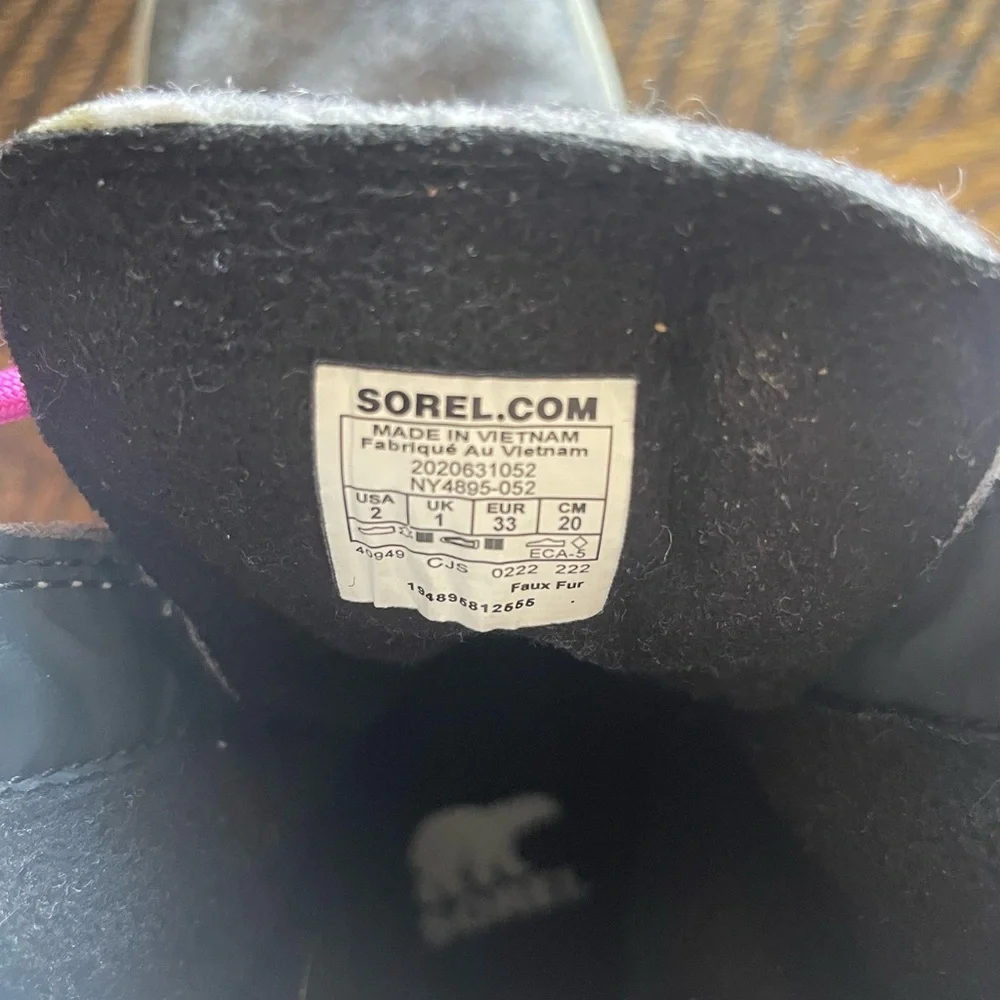 SOREL.COM
MADE IN VIETNAM
Fabriqué Au Vietnam
2020631052
NY4895-052
USA UK EUR CM
2 1 33 20
ECA-5
40949 CJS 0222 222
Faux Fur
194895812555
SOREL